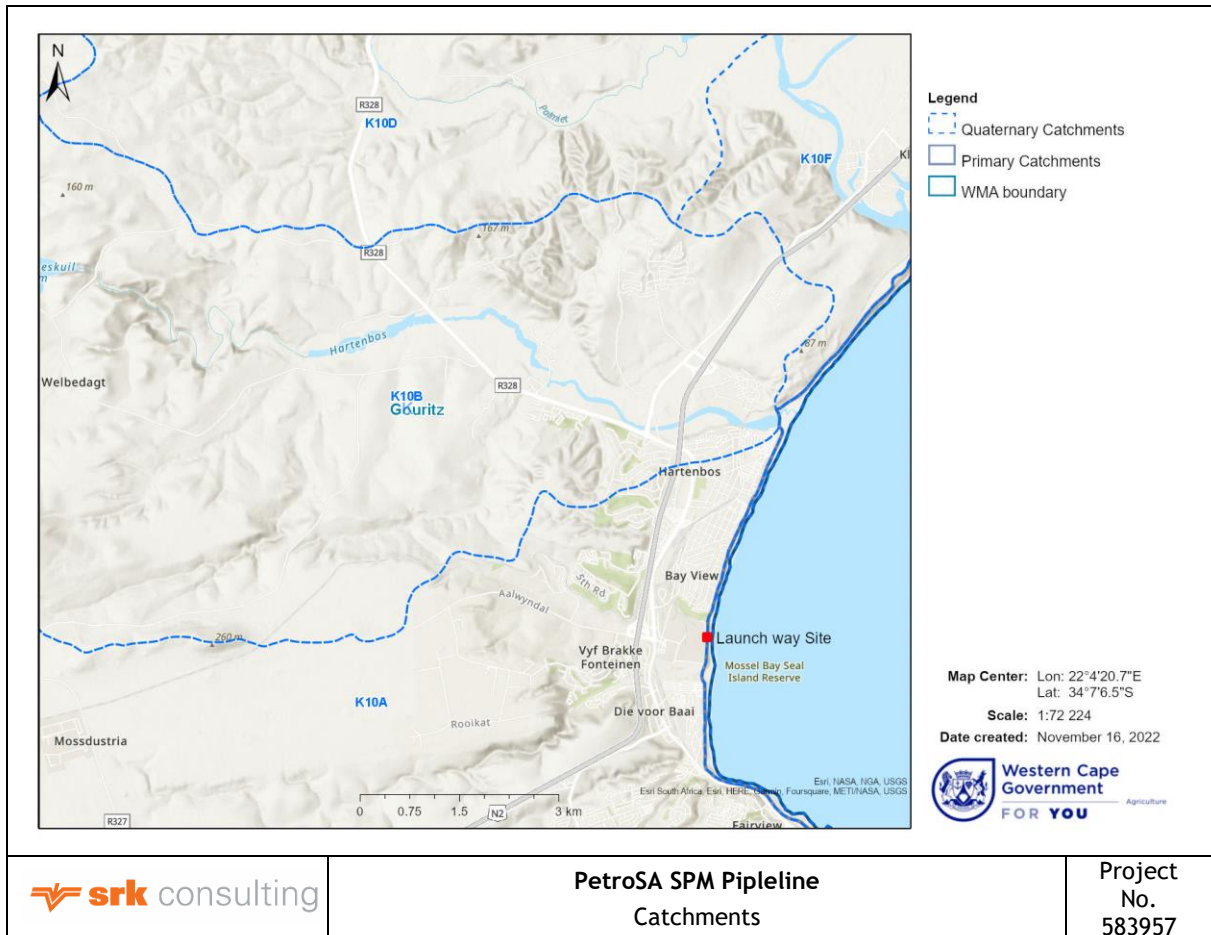 N
R328
K10D
Palmiet
K10F
Kl
160 m
167 m
R328
eskuil
m
Hartenbos
87 m
Welbedagt
R328
K10B
Gouritz
Hartenbos
Bay View
Sth Rd
Aalwyndal
Launch way Site
260 m
Vyf Brakke
Fonteinen
Mossel Bay Seal
Island Reserve
K10A
Die voor Baai
Rooikat
Mossdustria
0 0.75 1.5 3 km
N2
R327
Fairview
Esri, NASA, NGA, USGS
Esri South Africa, Esri, HERE, Garmin, Foursquare, METI/NASA, USGS
Legend
Quaternary Catchments
Primary Catchments
WMA boundary
Map Center: Lon: 22°4'20.7"E
Lat: 34°7'6.5"S
Scale: 1:72 224
Date created: November 16, 2022
Western Cape
Government
Agriculture
FOR YOU
srk consulting
PetroSA SPM Pipleline
Catchments
Project
No.
583957